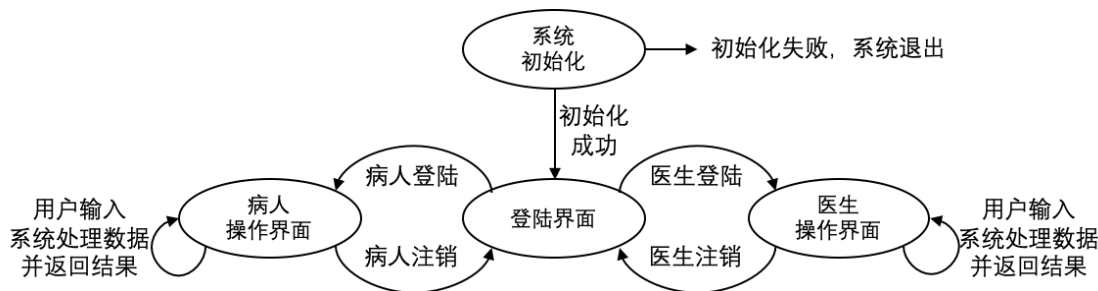 系统
初始化
初始化失败，系统退出
初始化
成功
病人登陆
医生登陆
用户输入
系统处理数据
并返回结果
病人
操作界面
登陆界面
医生
操作界面
用户输入
系统处理数据
并返回结果
病人注销
医生注销